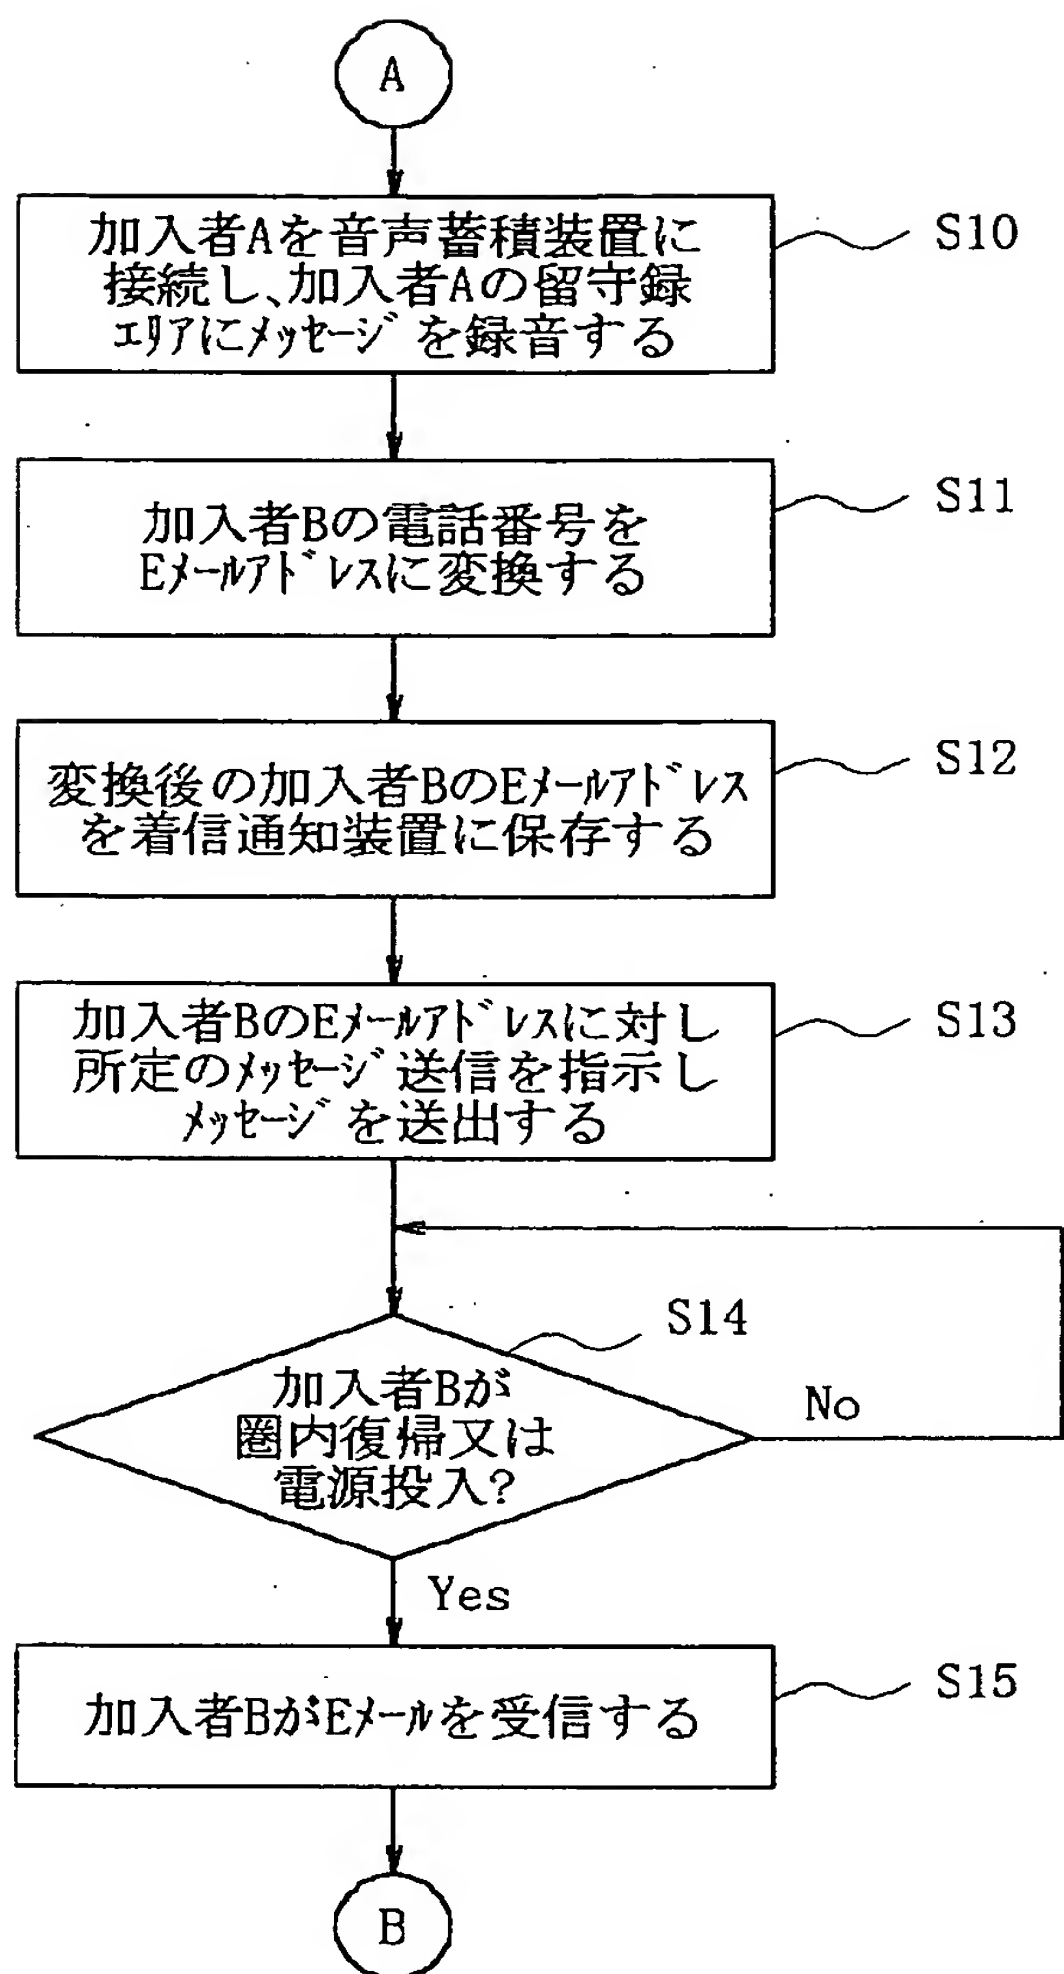 A
加入者Aを音声蓄積装置に
接続し、加入者Aの留守録
ｴﾘｱにﾒｯｾｰｼﾞを録音する
S10
加入者Bの電話番号を
Eﾒｰﾙｱﾄﾞﾚｽに変換する
S11
変換後の加入者BのEﾒｰﾙｱﾄﾞﾚｽ
を着信通知装置に保存する
S12
加入者BのEﾒｰﾙｱﾄﾞﾚｽに対し
所定のﾒｯｾｰｼﾞ送信を指示し
ﾒｯｾｰｼﾞを送出する
S13
S14
加入者Bが
圏内復帰又は
電源投入?
No
Yes
加入者BがEﾒｰﾙを受信する
S15
B